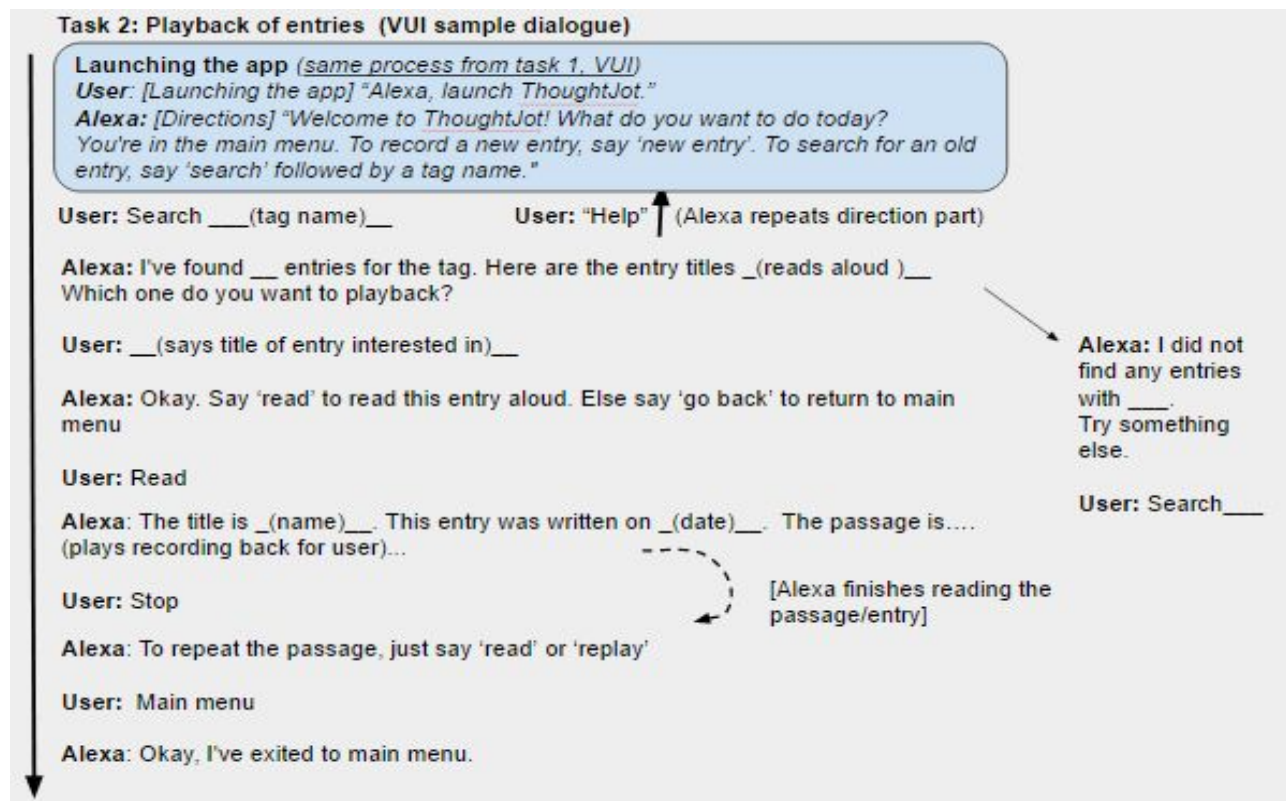 Task 2: Playback of entries  (VUI sample dialogue)
Launching the app (same process from task 1, VUI)
User: [Launching the app] “Alexa, launch ThoughtJot.”
Alexa: [Directions] “Welcome to ThoughtJot! What do you want to do today?
You're in the main menu. To record a new entry, say ‘new entry’. To search for an old
entry, say ‘search’ followed by a tag name."
User: Search ___(tag name)__
User: “Help”
(Alexa repeats direction part)
Alexa: I've found __ entries for the tag. Here are the entry titles _(reads aloud )__
Which one do you want to playback?
User: __(says title of entry interested in)__
Alexa: Okay. Say ‘read’ to read this entry aloud. Else say ‘go back’ to return to main
menu
User: Read
Alexa: The title is _(name)__. This entry was written on _(date)__.  The passage is….
(plays recording back for user)...
User: Stop
[Alexa finishes reading the
passage/entry]
Alexa: To repeat the passage, just say ‘read’ or ‘replay’
User:  Main menu
Alexa: Okay, I've exited to main menu.
Alexa: I did not
find any entries
with ___.
Try something
else.
User: Search___